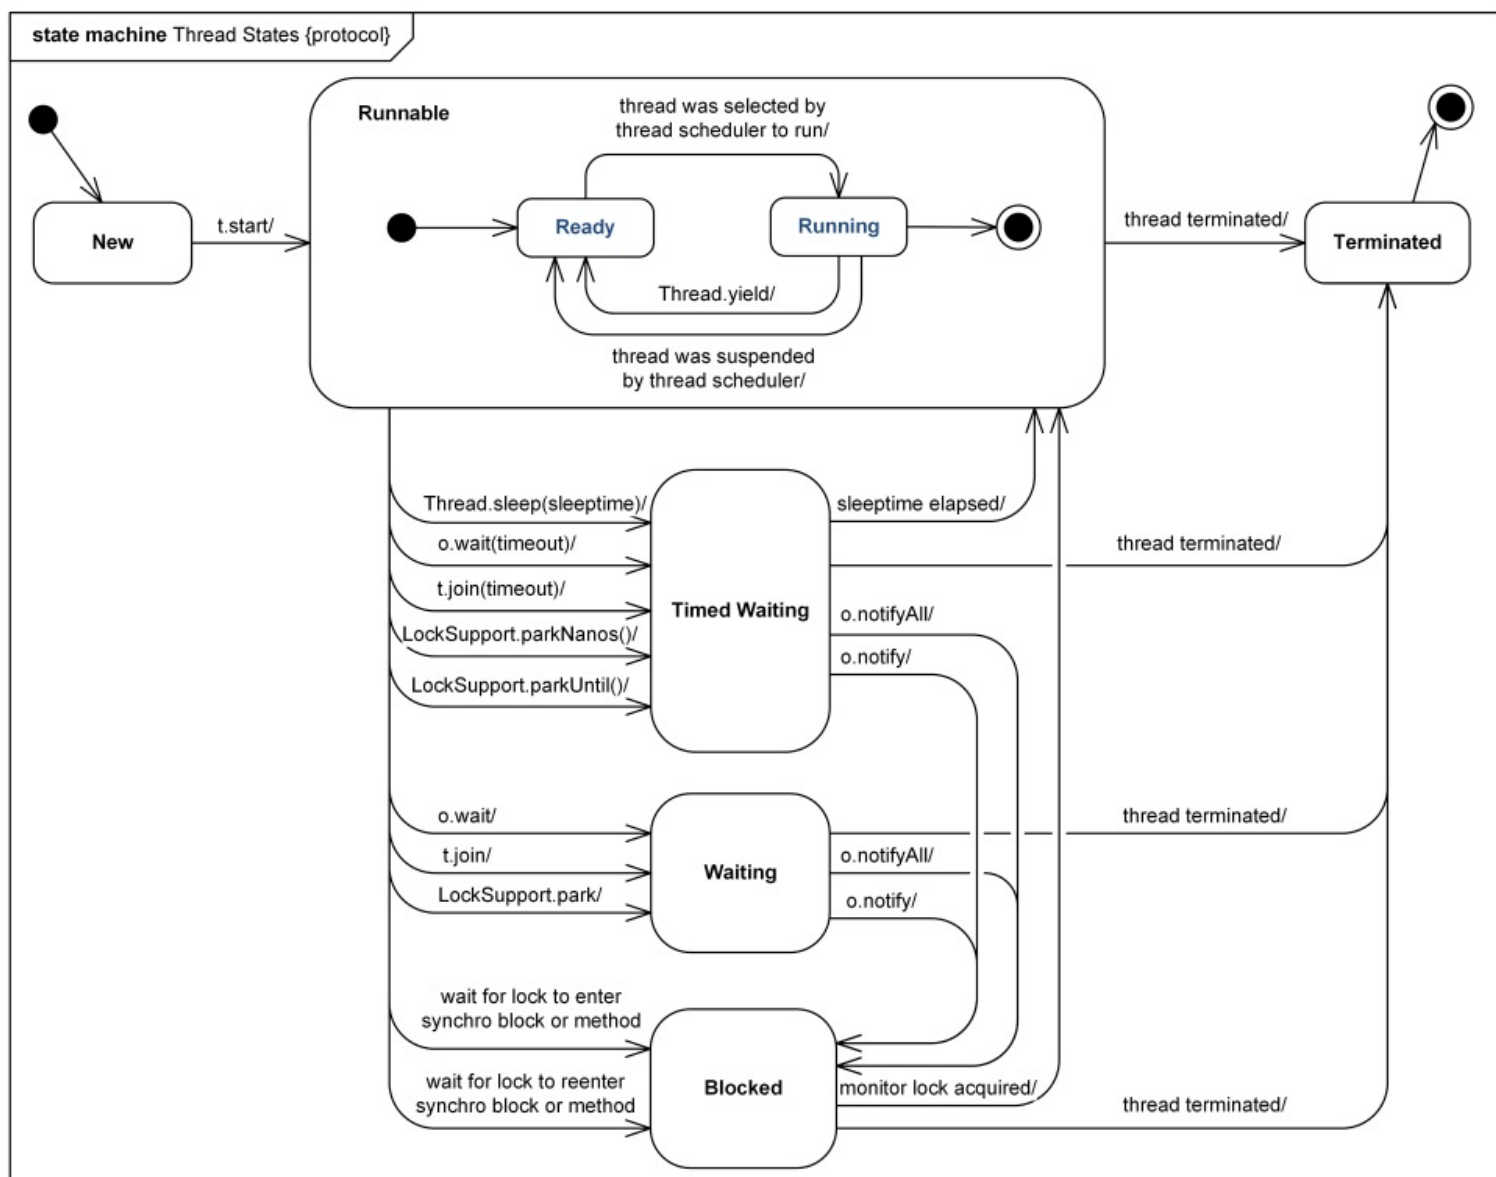 state machine Thread States {protocol}
Runnable
thread was selected by
thread scheduler to run/
New
t.start/
Ready
Running
thread terminated/
Terminated
Thread.yield/
thread was suspended
by thread scheduler/
Thread.sleep(sleeptime)/
sleeptime elapsed/
o.wait(timeout)/
thread terminated/
t.join(timeout)/
Timed Waiting
o.notifyAll/
LockSupport.parkNanos()/
o.notify/
LockSupport.parkUntil()/
o.wait/
thread terminated/
t.join/
Waiting
o.notifyAll/
LockSupport.park/
o.notify/
wait for lock to enter
synchro block or method
wait for lock to reenter
synchro block or method
Blocked
monitor lock acquired/
thread terminated/